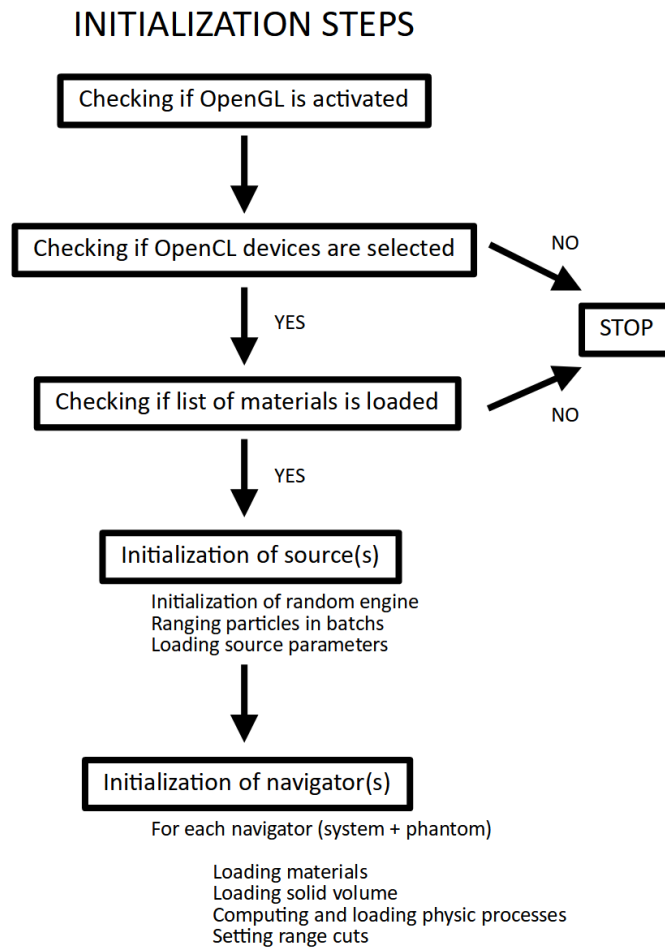 INITIALIZATION STEPS
Checking if OpenGL is activated
Checking if OpenCL devices are selected
NO
YES
STOP
Checking if list of materials is loaded
NO
YES
Initialization of source(s)
Initialization of random engine
Ranging particles in batchs
Loading source parameters
Initialization of navigator(s)
For each navigator (system + phantom)
Loading materials
Loading solid volume
Computing and loading physic processes
Setting range cuts